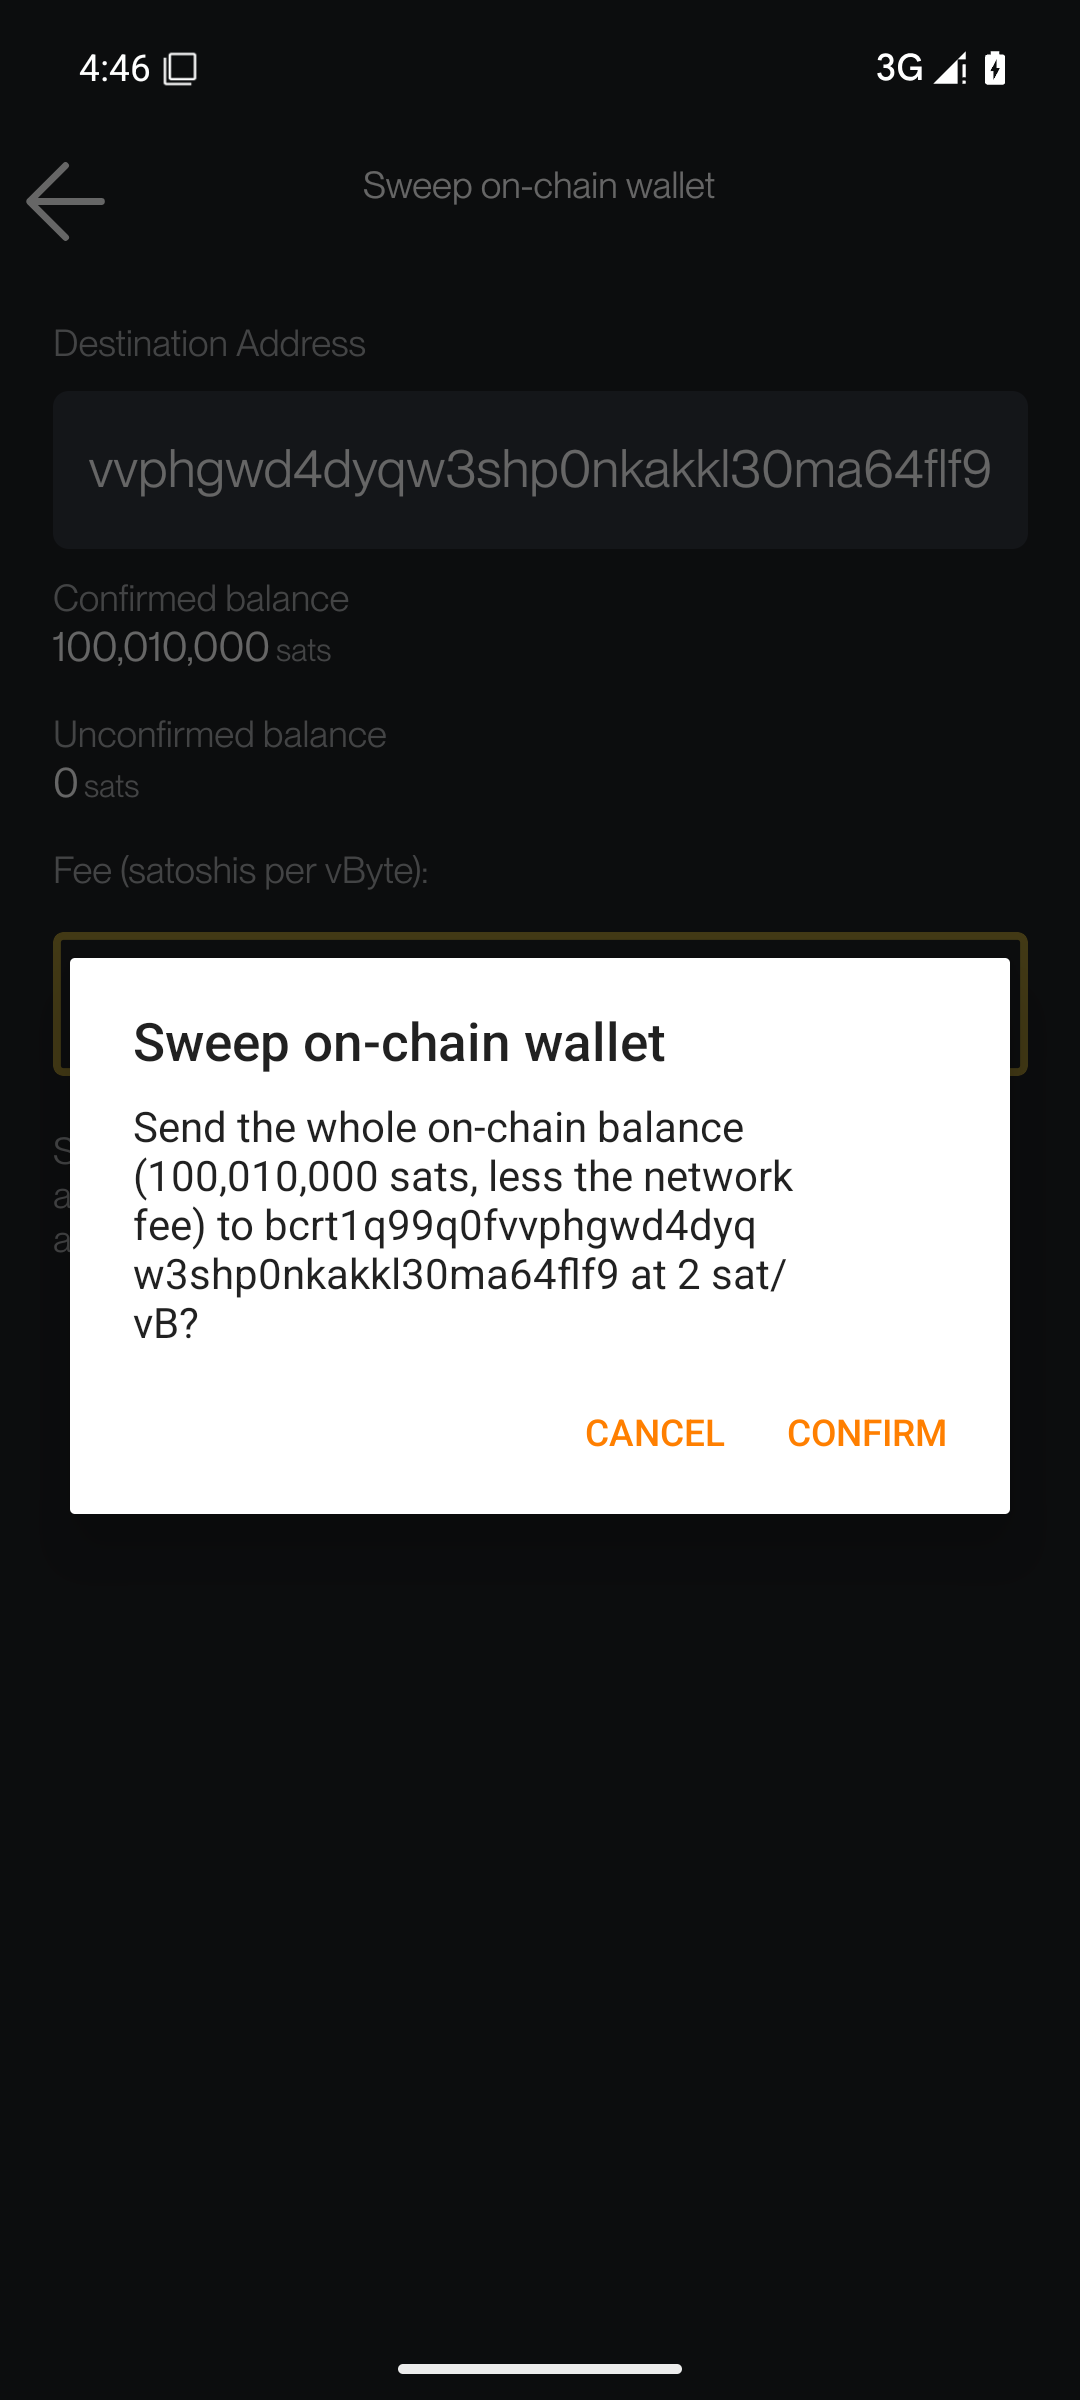 4:46
3G
Sweep on-chain wallet
Destination Address
vvphgwd4dyqw3shp0nkakkl30ma64flf9
Confirmed balance
100,010,000 sats
Unconfirmed balance
0 sats
Fee (satoshis per vByte):
Sweep on-chain wallet
Send the whole on-chain balance
(100,010,000 sats, less the network
fee) to bcrt1q99q0fvvphgwd4dyq
w3shp0nkakkl30ma64flf9 at 2 sat/
vB?
CANCEL CONFIRM